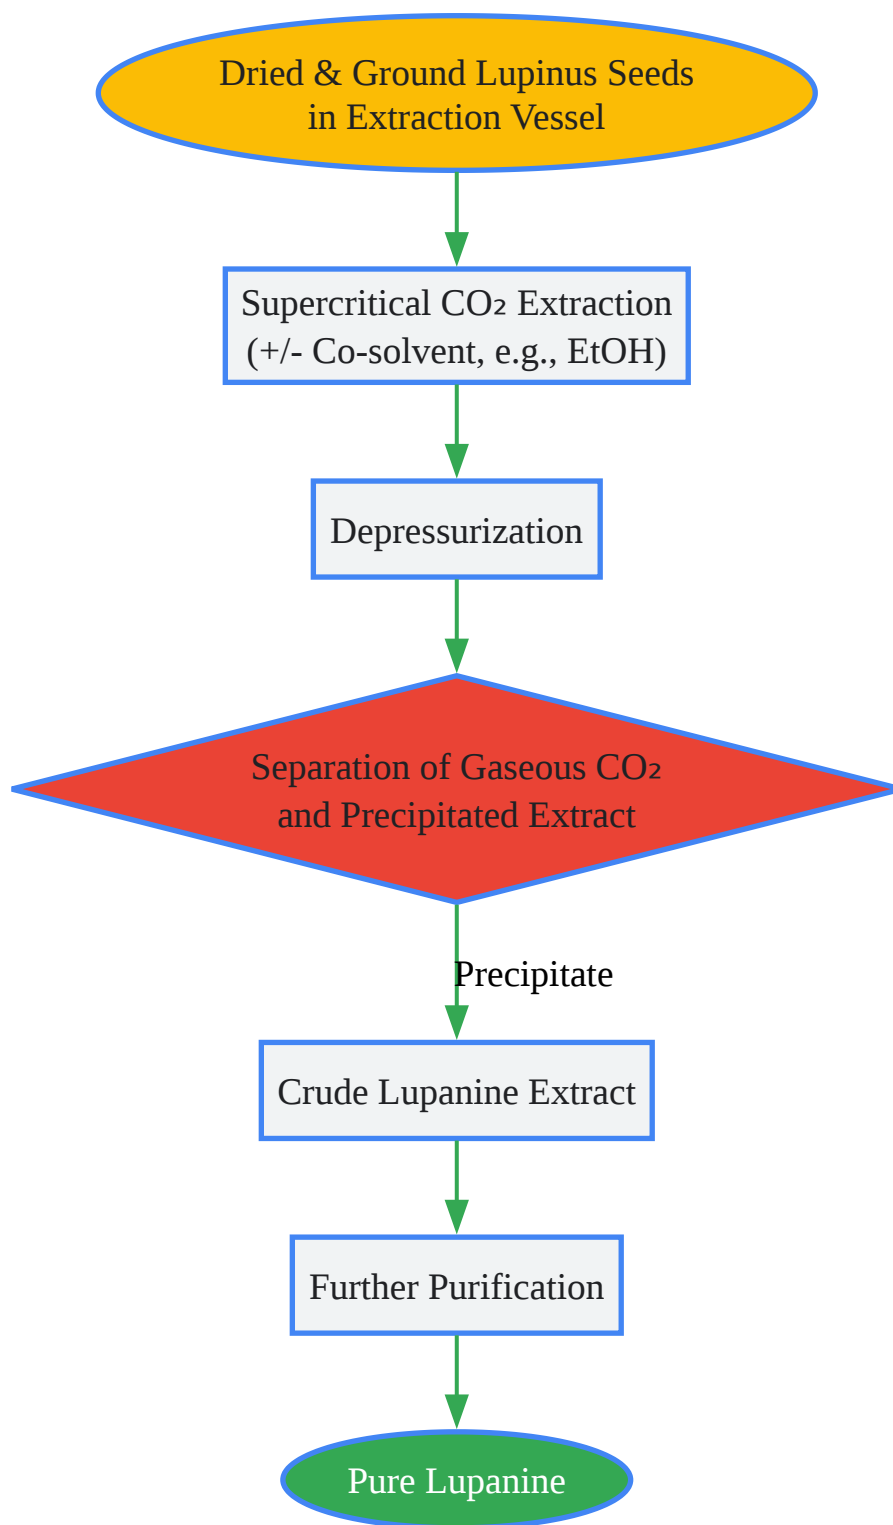 Dried & Ground Lupinus Seeds
in Extraction Vessel
Supercritical CO₂ Extraction
(+/- Co-solvent, e.g., EtOH)
Depressurization
Separation of Gaseous CO₂
and Precipitated Extract
Precipitate
Crude Lupanine Extract
Further Purification
Pure Lupanine